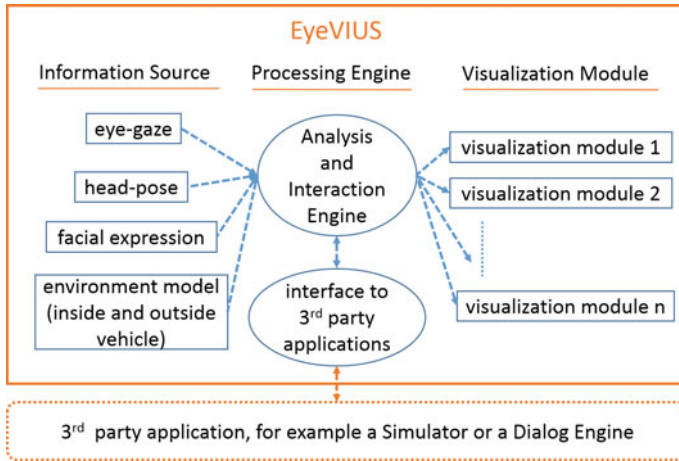 EyeVIUS
Information Source
Processing Engine
Visualization Module
eye-gaze
head-pose
facial expression
environment model
(inside and outside
vehicle)
Analysis
and
Interaction
Engine
interface to
3rd party
applications
visualization module 1
visualization module 2
visualization module n
3rd party application, for example a Simulator or a Dialog Engine